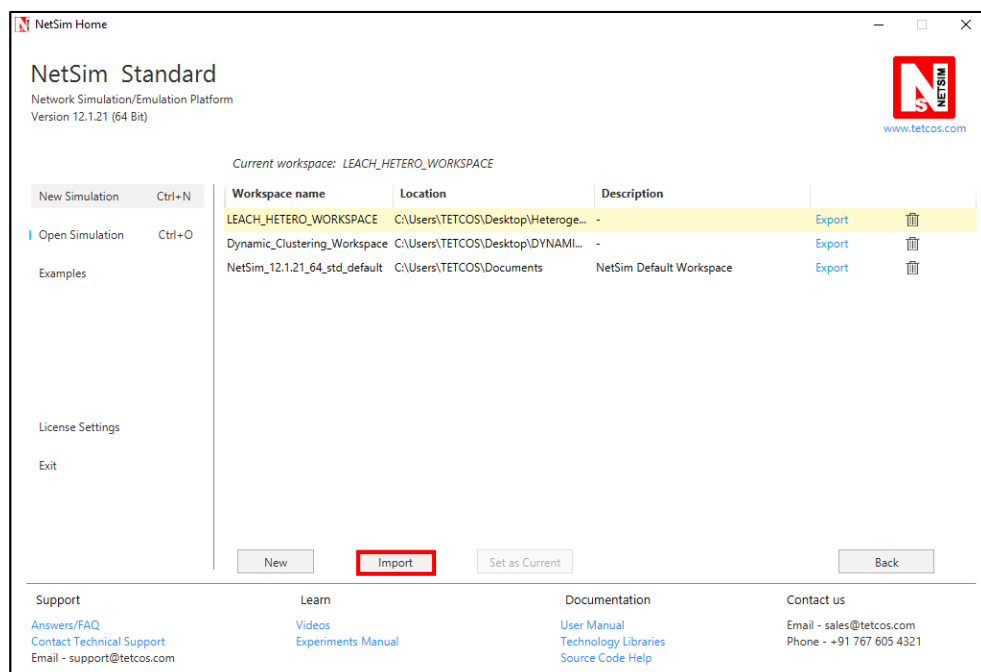 NetSim Home
NetSim Standard
Network Simulation/Emulation Platform
Version 12.1.21 (64 Bit)
NS NETSIM
www.tetcos.com
Current workspace: LEACH_HETERO_WORKSPACE
New Simulation Ctrl+N
Open Simulation Ctrl+O
Examples
License Settings
Exit
Workspace name Location Description
LEACH_HETERO_WORKSPACE C:\Users\TETCOS\Desktop\Heteroge... - Export
Dynamic_Clustering_Workspace C:\Users\TETCOS\Desktop\DYNAMI... - Export
NetSim_12.1.21_64_std_default C:\Users\TETCOS\Documents NetSim Default Workspace Export
New Import Set as Current Back
Support Learn Documentation Contact us
Answers/FAQ Videos User Manual Email - sales@tetcos.com
Contact Technical Support Experiments Manual Technology Libraries Phone - +91 767 605 4321
Email - support@tetcos.com Source Code Help